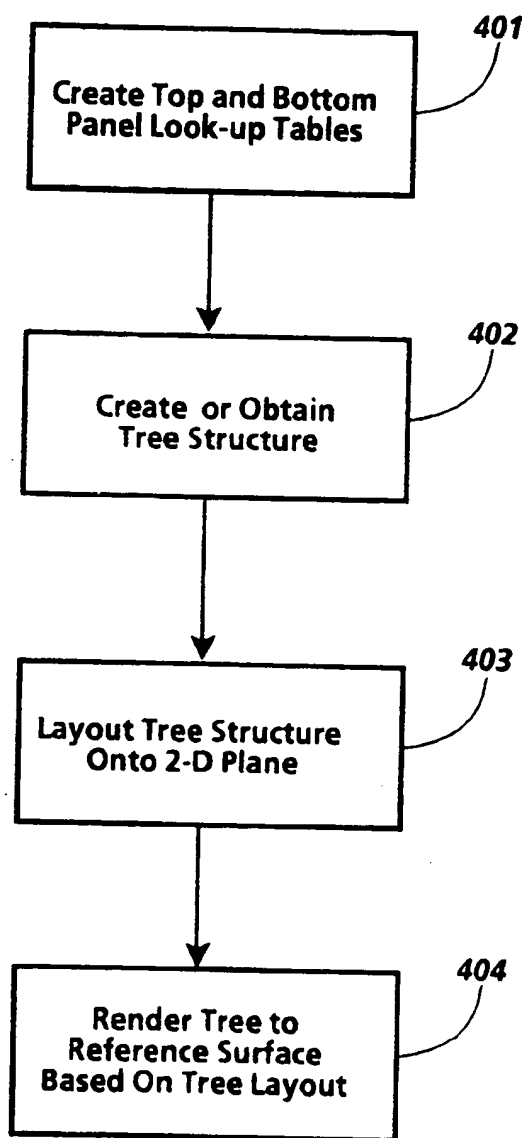 401
Create Top and Bottom
Panel Look-up Tables
402
Create or Obtain
Tree Structure
403
Layout Tree Structure
Onto 2-D Plane
404
Render Tree to
Reference Surface
Based On Tree Layout